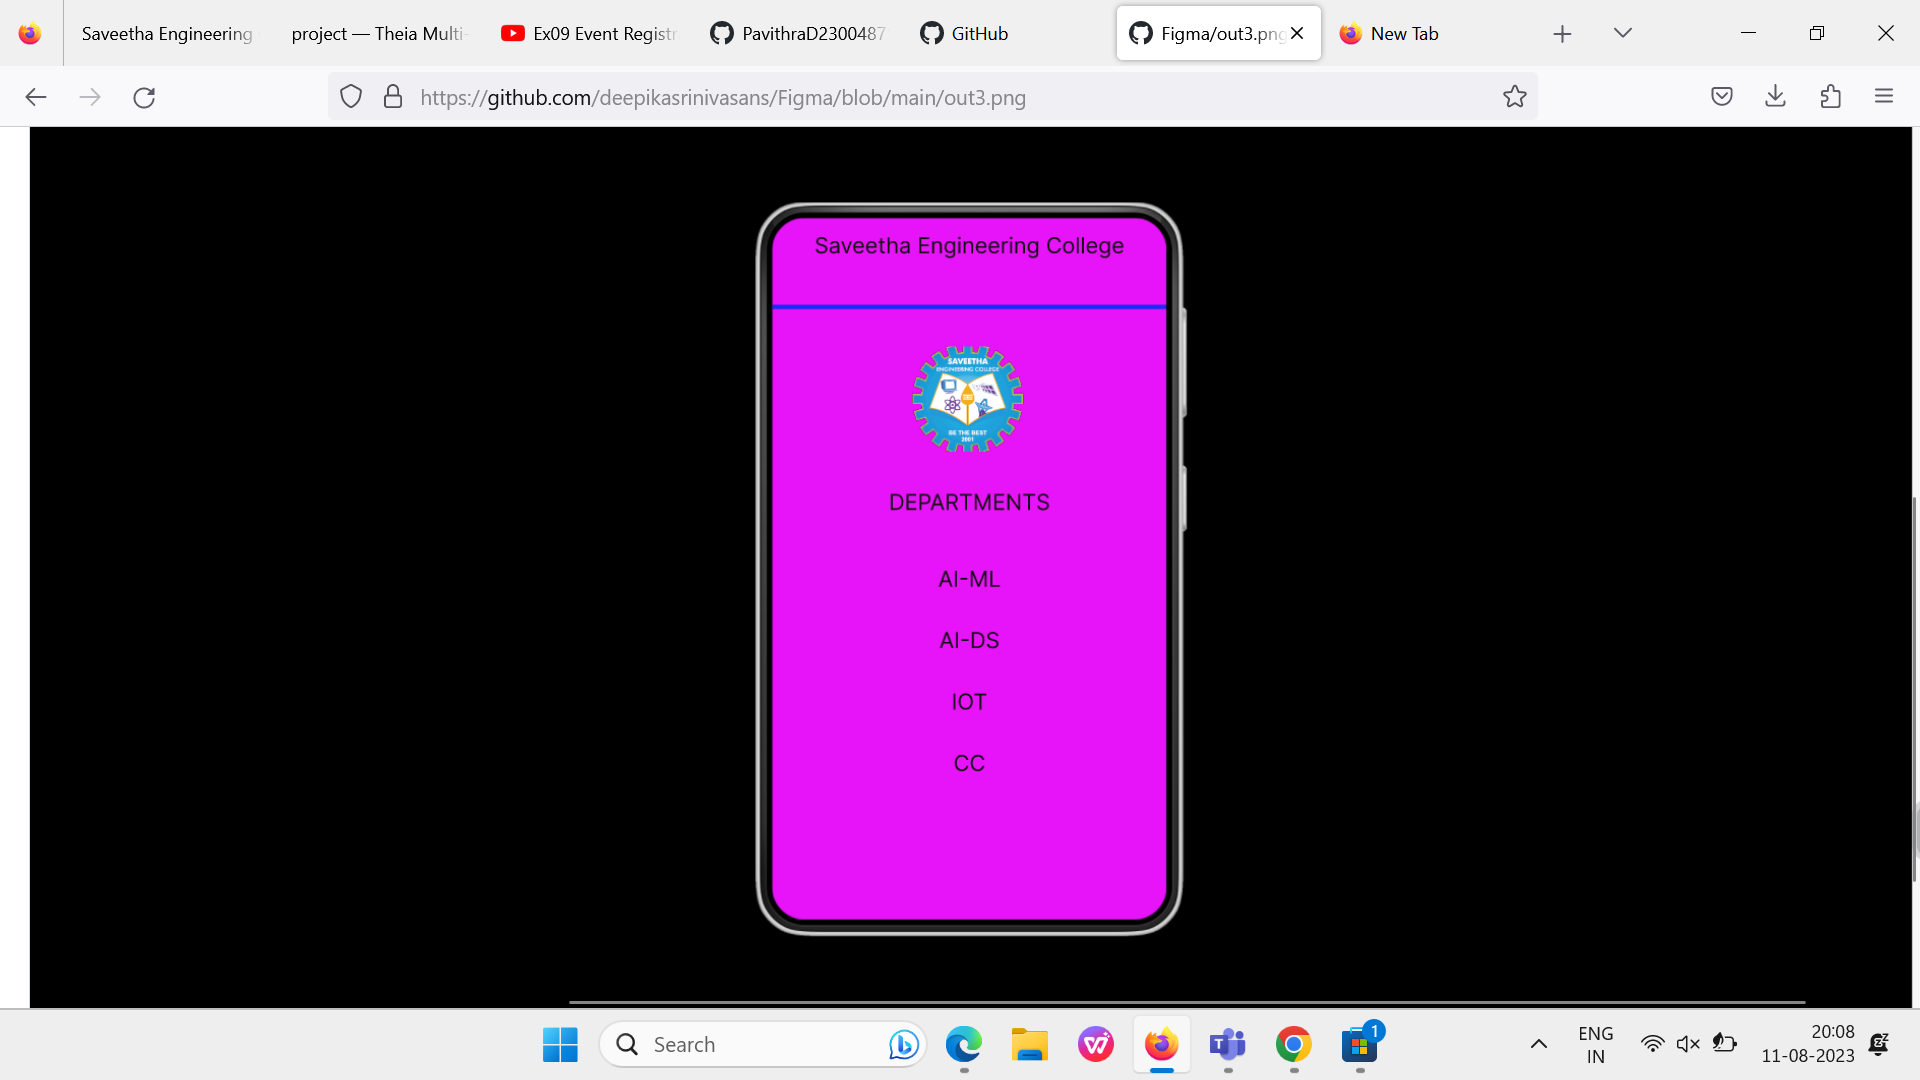 Saveetha Engineering
project — Theia Multi-
Ex09 Event Registr
PavithraD2300487
GitHub
Figma/out3.png
New Tab
https://github.com/deepikasrinivasans/Figma/blob/main/out3.png
Saveetha Engineering College
SAVEETHA
ENGINEERING COLLEGE
BE THE BEST
2001
DEPARTMENTS
AI-ML
AI-DS
IOT
CC
Search
1
ENG
IN
20:08
11-08-2023